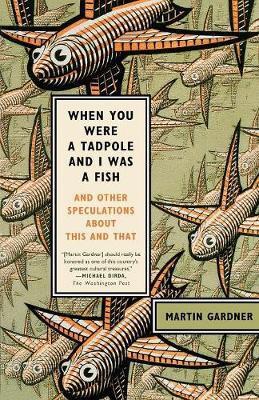 WHEN YOU
WERE
A TADPOLE
AND I WAS
A FISH
AND OTHER
SPECULATIONS
ABOUT
THIS AND THAT
"[Martin Gardner] should really be
honored as one of this country's
greatest cultural treasures."
—MICHAEL DIRDA,
The Washington Post
MARTIN GARDNER